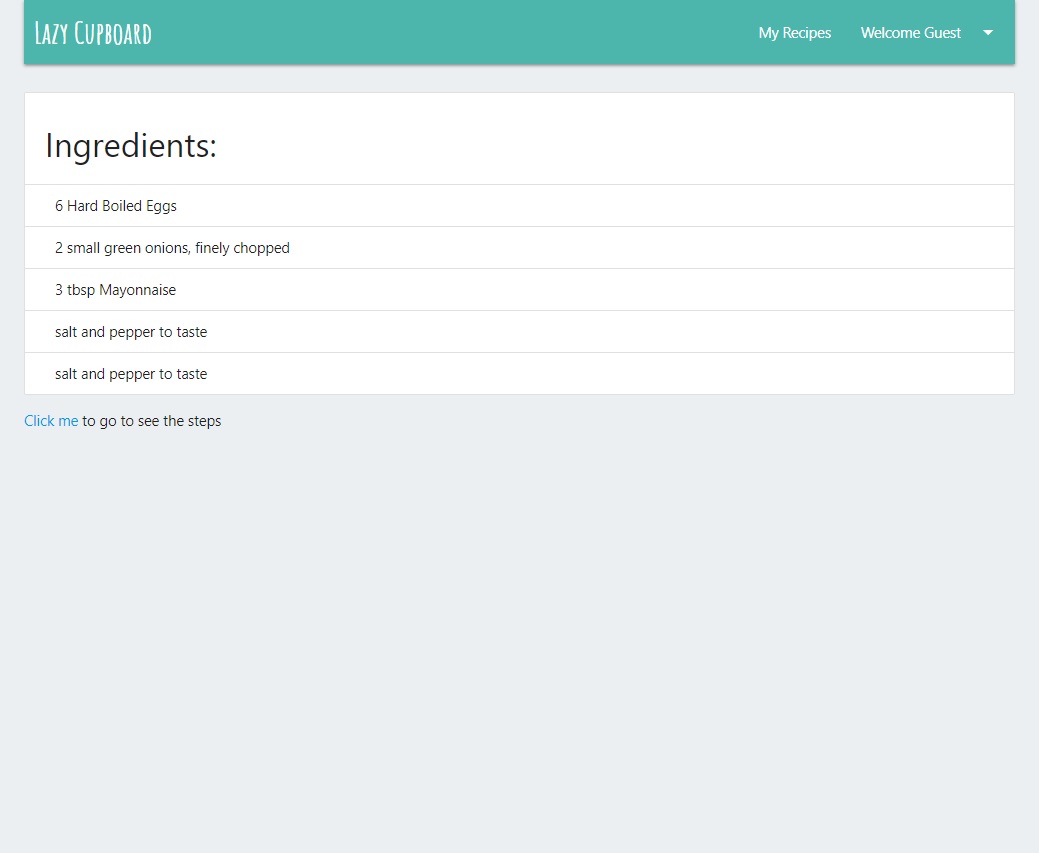 Lazy Cupboard
My Recipes
Welcome Guest
Ingredients:
6 Hard Boiled Eggs
2 small green onions, finely chopped
3 tbsp Mayonnaise
salt and pepper to taste
salt and pepper to taste
Click me to go to see the steps